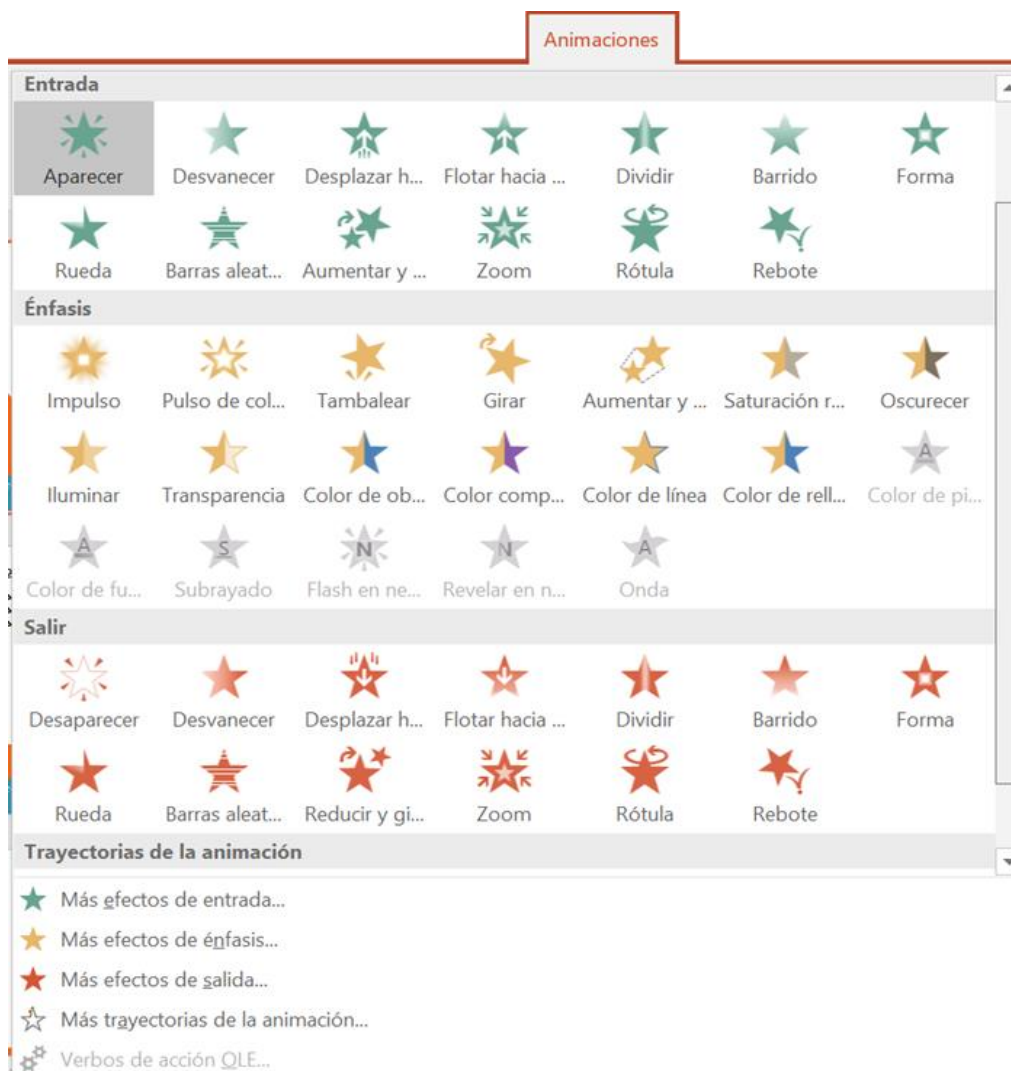 Animaciones
Entrada
Aparecer Desvanecer Desplazar h... Flotar hacia ... Dividir Barrido Forma
Rueda Barras aleat... Aumentar y ... Zoom Rótula Rebote
Énfasis
Impulso Pulso de col... Tambalear Girar Aumentar y ... Saturación r... Oscurecer
Iluminar Transparencia Color de ob... Color comp... Color de línea Color de rell... Color de pi...
Color de fu... Subrayado Flash en ne... Revelar en n... Onda
Salir
Desaparecer Desvanecer Desplazar h... Flotar hacia ... Dividir Barrido Forma
Rueda Barras aleat... Reducir y gi... Zoom Rótula Rebote
Trayectorias de la animación
Más efectos de entrada...
Más efectos de énfasis...
Más efectos de salida...
Más trayectorias de la animación...
Verbos de acción OLE...